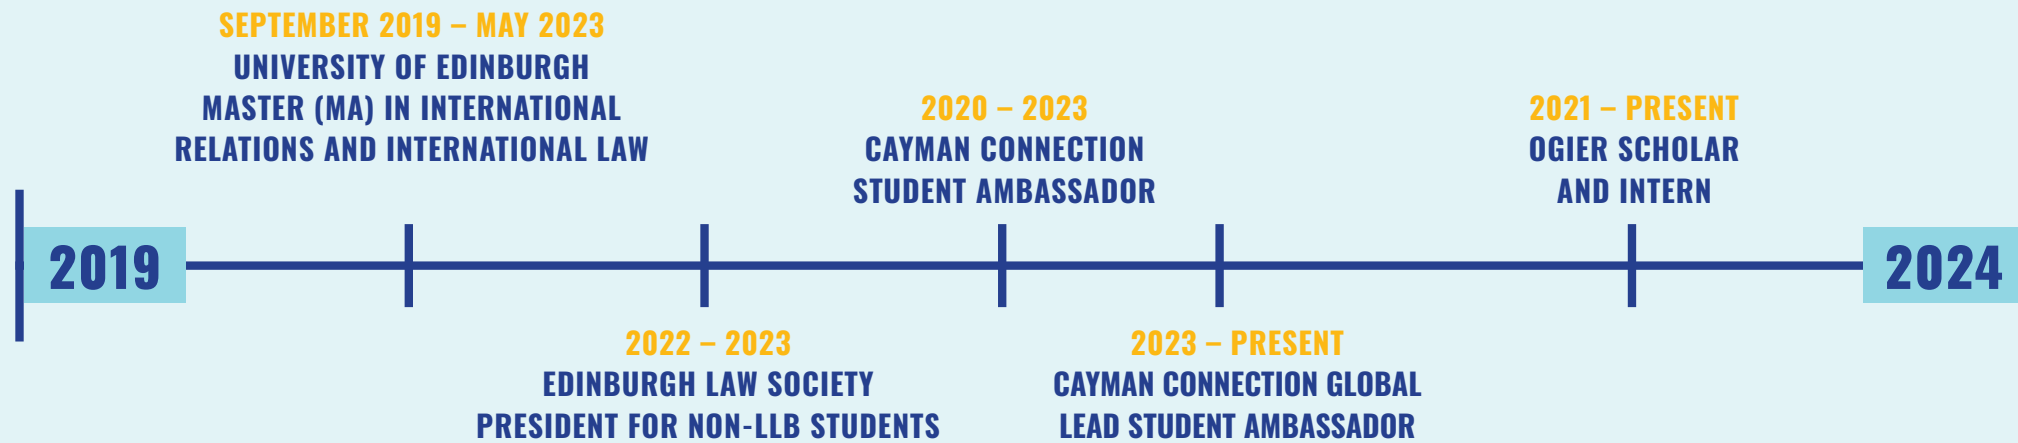 SEPTEMBER 2019 – MAY 2023
UNIVERSITY OF EDINBURGH
MASTER (MA) IN INTERNATIONAL
RELATIONS AND INTERNATIONAL LAW
2020 – 2023
CAYMAN CONNECTION
STUDENT AMBASSADOR
2021 – PRESENT
OGIER SCHOLAR
AND INTERN
2019
2024
2022 – 2023
EDINBURGH LAW SOCIETY
PRESIDENT FOR NON-LLB STUDENTS
2023 – PRESENT
CAYMAN CONNECTION GLOBAL
LEAD STUDENT AMBASSADOR